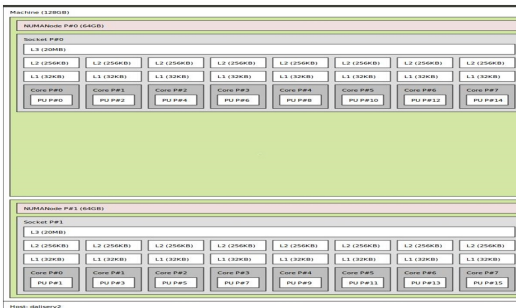 Machine (128GB)
NUMANode P#0 (64GB)
Socket P#0
L3 (20MB)
L2 (256KB) L2 (256KB) L2 (256KB) L2 (256KB) L2 (256KB) L2 (256KB) L2 (256KB) L2 (256KB)
L1 (32KB) L1 (32KB) L1 (32KB) L1 (32KB) L1 (32KB) L1 (32KB) L1 (32KB) L1 (32KB)
Core P#0 Core P#1 Core P#2 Core P#3 Core P#4 Core P#5 Core P#6 Core P#7
PU P#0 PU P#2 PU P#4 PU P#6 PU P#8 PU P#10 PU P#12 PU P#14
NUMANode P#1 (64GB)
Socket P#1
L3 (20MB)
L2 (256KB) L2 (256KB) L2 (256KB) L2 (256KB) L2 (256KB) L2 (256KB) L2 (256KB) L2 (256KB)
L1 (32KB) L1 (32KB) L1 (32KB) L1 (32KB) L1 (32KB) L1 (32KB) L1 (32KB) L1 (32KB)
Core P#0 Core P#1 Core P#2 Core P#3 Core P#4 Core P#5 Core P#6 Core P#7
PU P#1 PU P#3 PU P#5 PU P#7 PU P#9 PU P#11 PU P#13 PU P#15
Host: